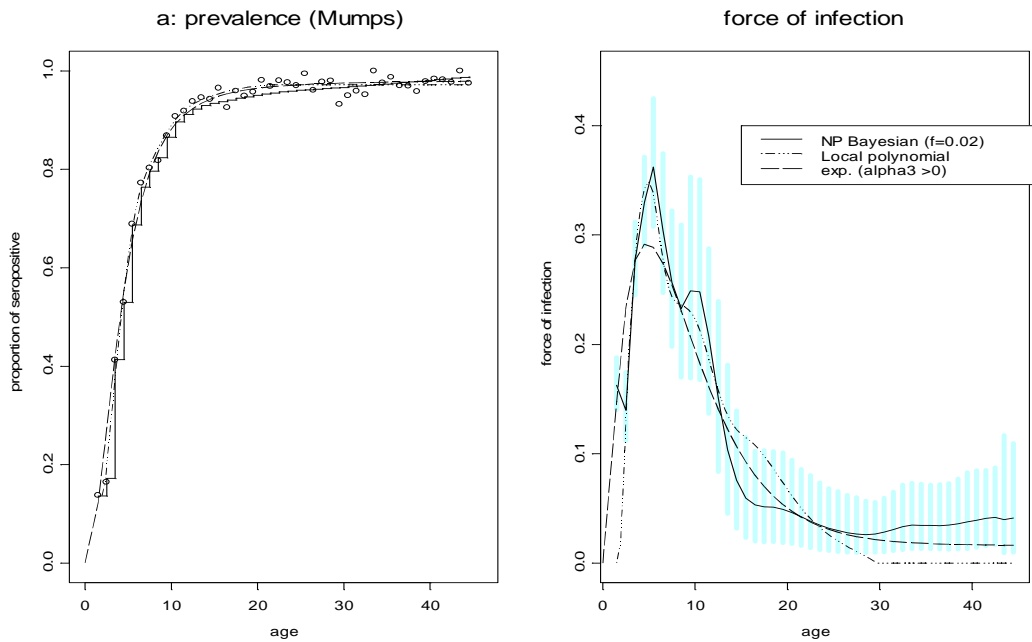 a: prevalence (Mumps)
proportion of seropositive
1.0
0.8
0.6
0.4
0.2
0.0
0 10 20 30 40
age
force of infection
force of infection
0.4
0.3
0.2
0.1
0.0
NP Bayesian (f=0.02)
Local polynomial
exp. (alpha3 >0)
0 10 20 30 40
age